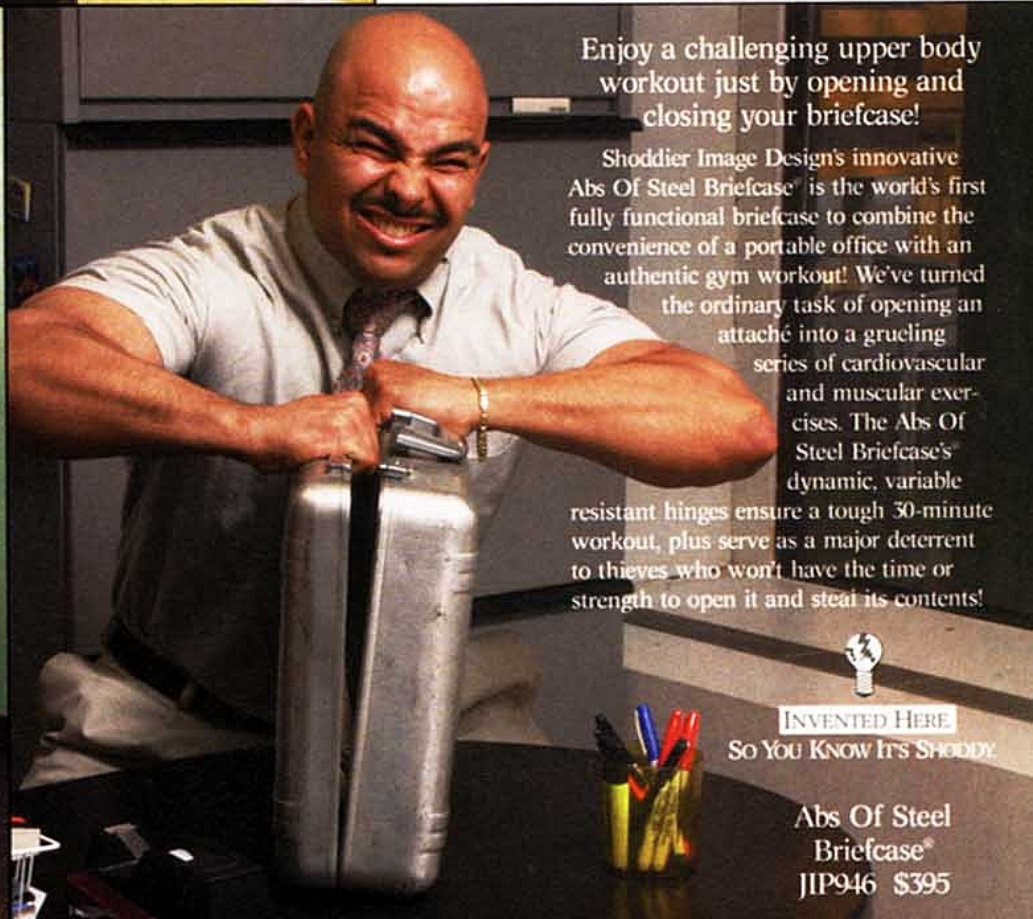 Enjoy a challenging upper body
workout just by opening and
closing your briefcase!
Shoddier Image Design's innovative
Abs Of Steel Briefcase® is the world's first
fully functional briefcase to combine the
convenience of a portable office with an
authentic gym workout! We've turned
the ordinary task of opening an
attaché into a grueling
series of cardiovascular
and muscular exer-
cises. The Abs Of
Steel Briefcase's®
dynamic, variable
resistant hinges ensure a tough 30-minute
workout, plus serve as a major deterrent
to thieves who won't have the time or
strength to open it and steal its contents!
INVENTED HERE
SO YOU KNOW IT'S SHODDY.
Abs Of Steel
Briefcase®
JIP946 $395